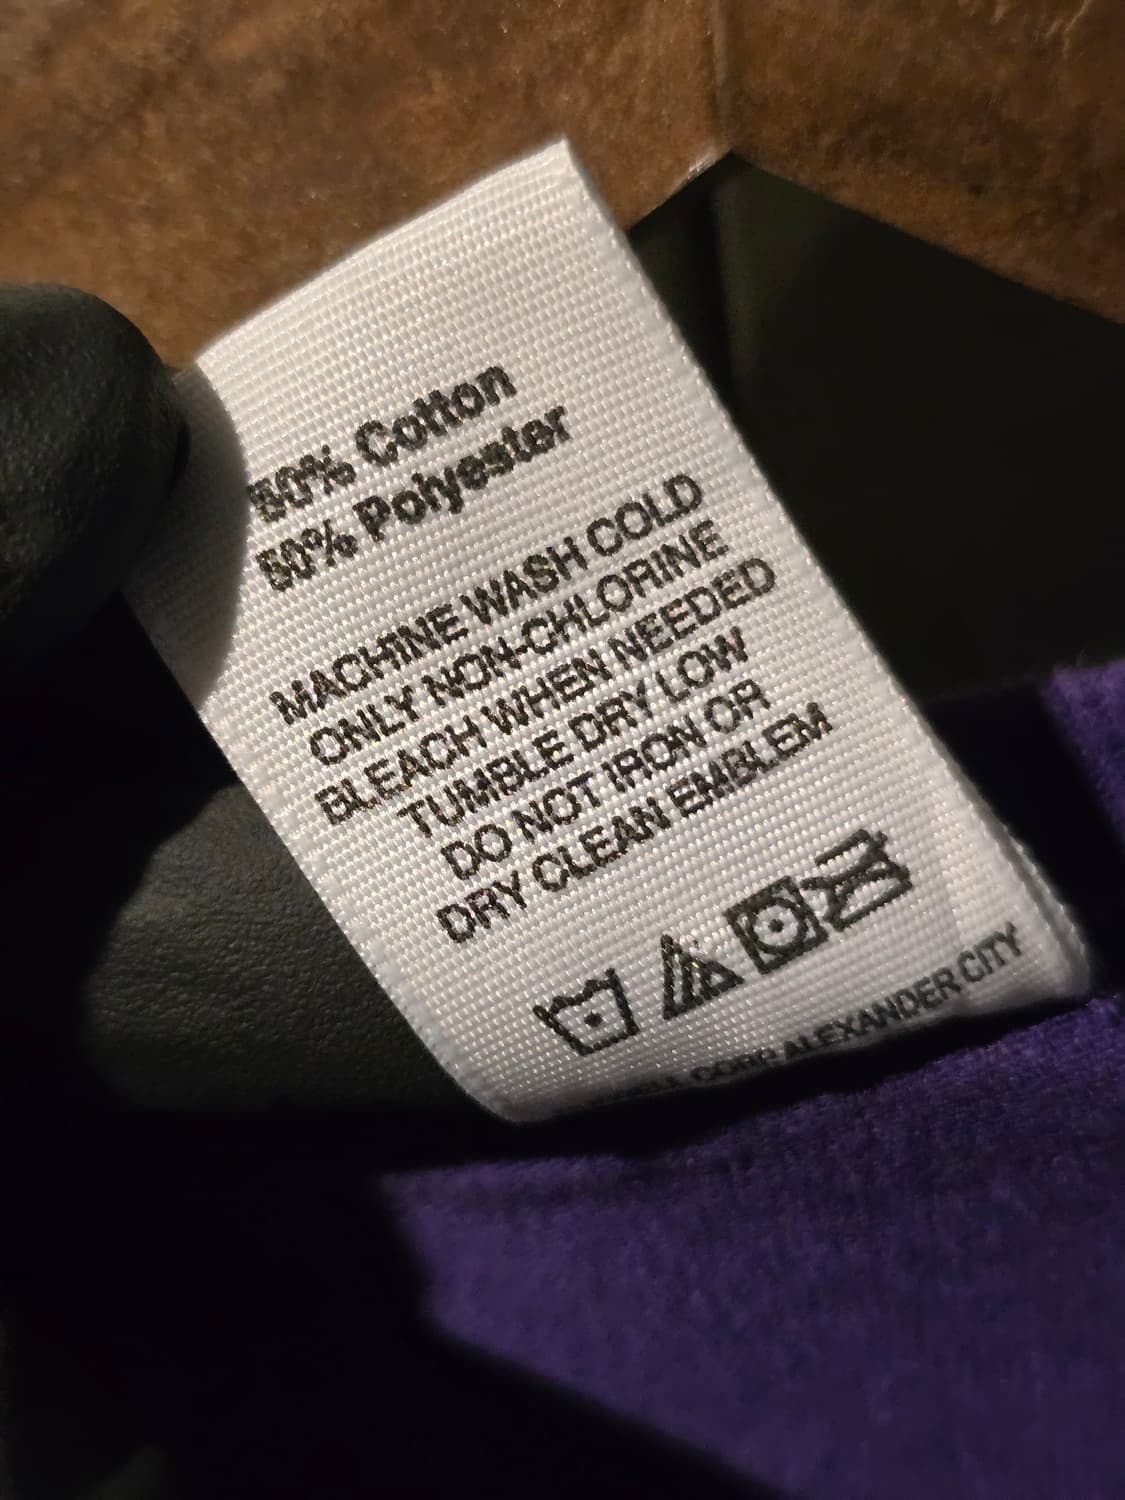 50% Cotton
50% Polyester
MACHINE WASH COLD
ONLY NON-CHLORINE
BLEACH WHEN NEEDED
TUMBLE DRY LOW
DO NOT IRON OR
DRY CLEAN EMBLEM
CORP. ALEXANDER CITY